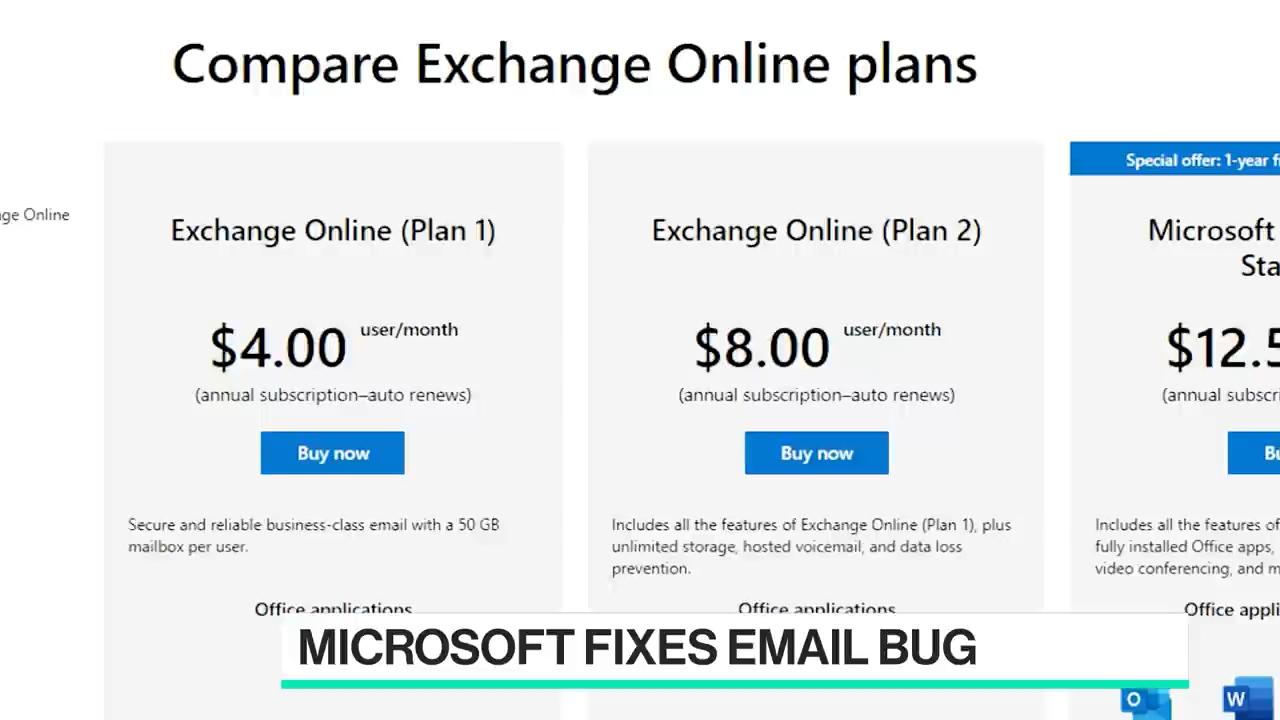 Compare Exchange Online plans
Online
Exchange Online (Plan 1)
$4.00 user/month
(annual subscription–auto renews)
Buy now
Secure and reliable business-class email with a 50 GB
mailbox per user.
Office applications
Exchange Online (Plan 2)
$8.00 user/month
(annual subscription–auto renews)
Buy now
Includes all the features of Exchange Online (Plan 1), plus
unlimited storage, hosted voicemail, and data loss
prevention.
Office applications
Special offer: 1-year
Microsoft
$12.5
(annual
Includes all the features of
fully installed Office apps,
video conferencing, and
Office
O
W
MICROSOFT FIXES EMAIL BUG